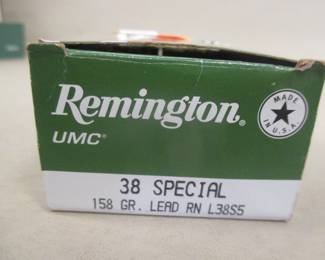 Remington®
UMC®
MADE IN U.S.A.
38 SPECIAL
158 GR. LEAD RN L38S5